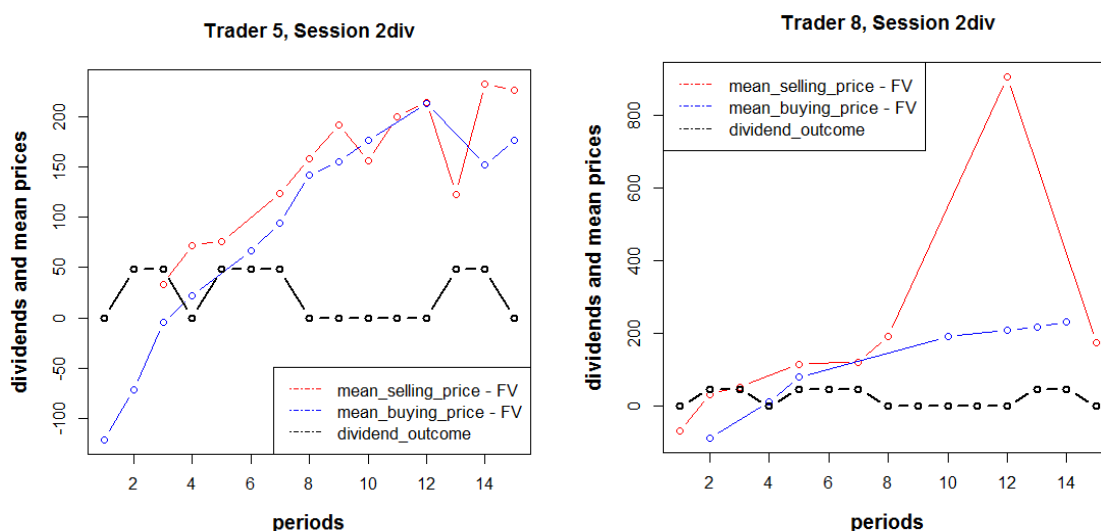 Trader 5, Session 2div
dividends and mean prices
200
150
100
50
0
-50
-100
mean_selling_price - FV
mean_buying_price - FV
dividend_outcome
2 4 6 8 10 12 14
periods
Trader 8, Session 2div
dividends and mean prices
800
600
400
200
0
mean_selling_price - FV
mean_buying_price - FV
dividend_outcome
2 4 6 8 10 12 14
periods